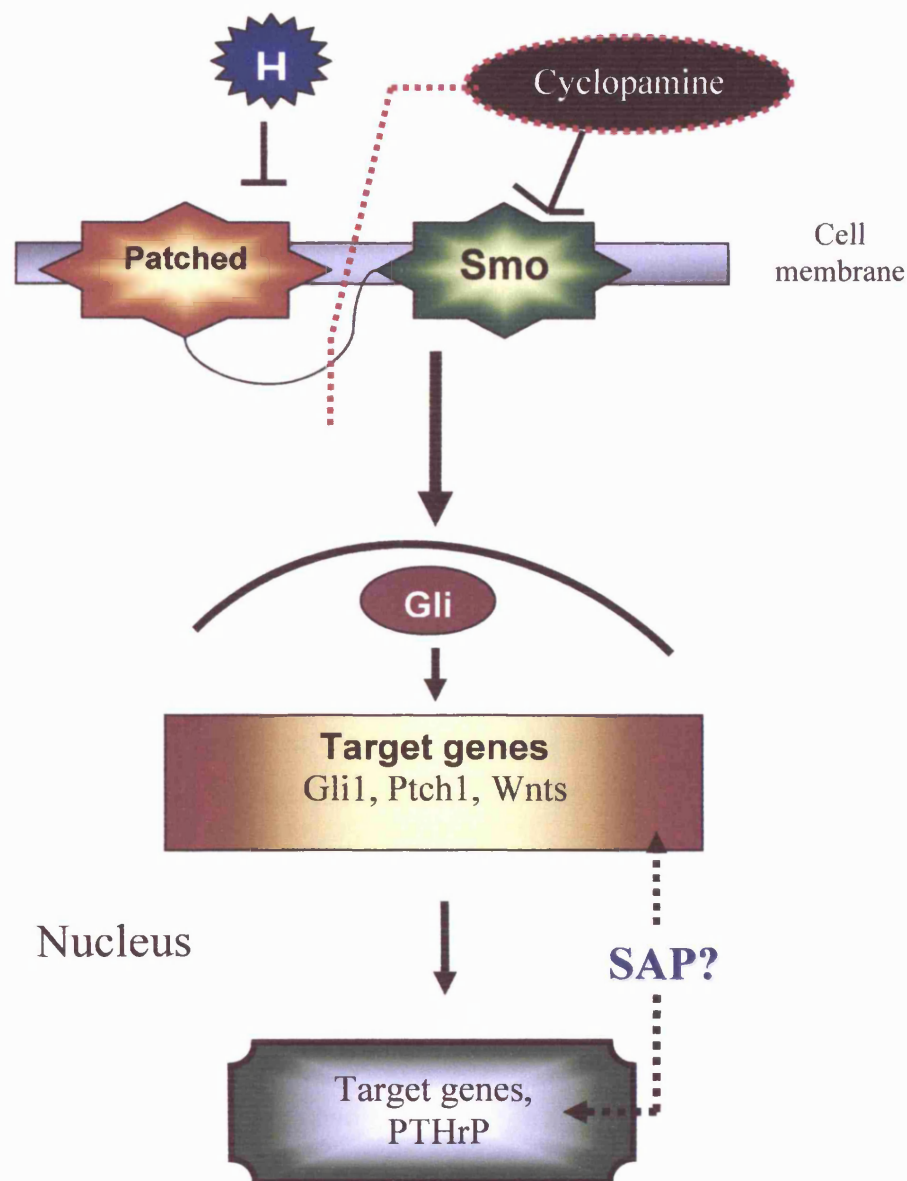 H
Cyclopamine
Patched
Smo
Cell
membrane
Gli
Target genes
Gli1, Ptch1, Wnts
Nucleus
SAP?
Target genes,
PTHrP